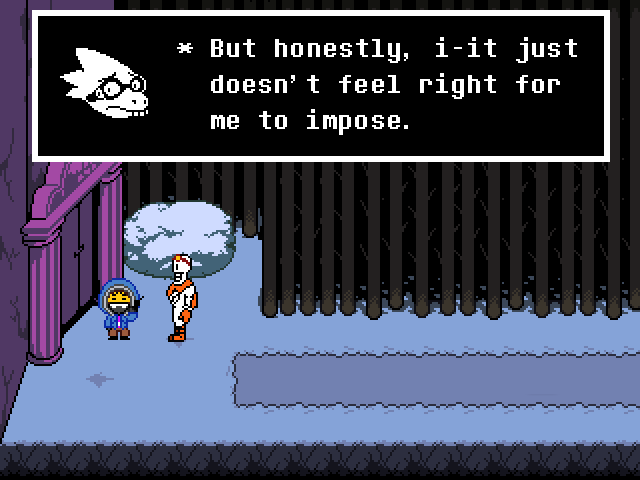 * But honestly, i-it just
doesn't feel right for
me to impose.